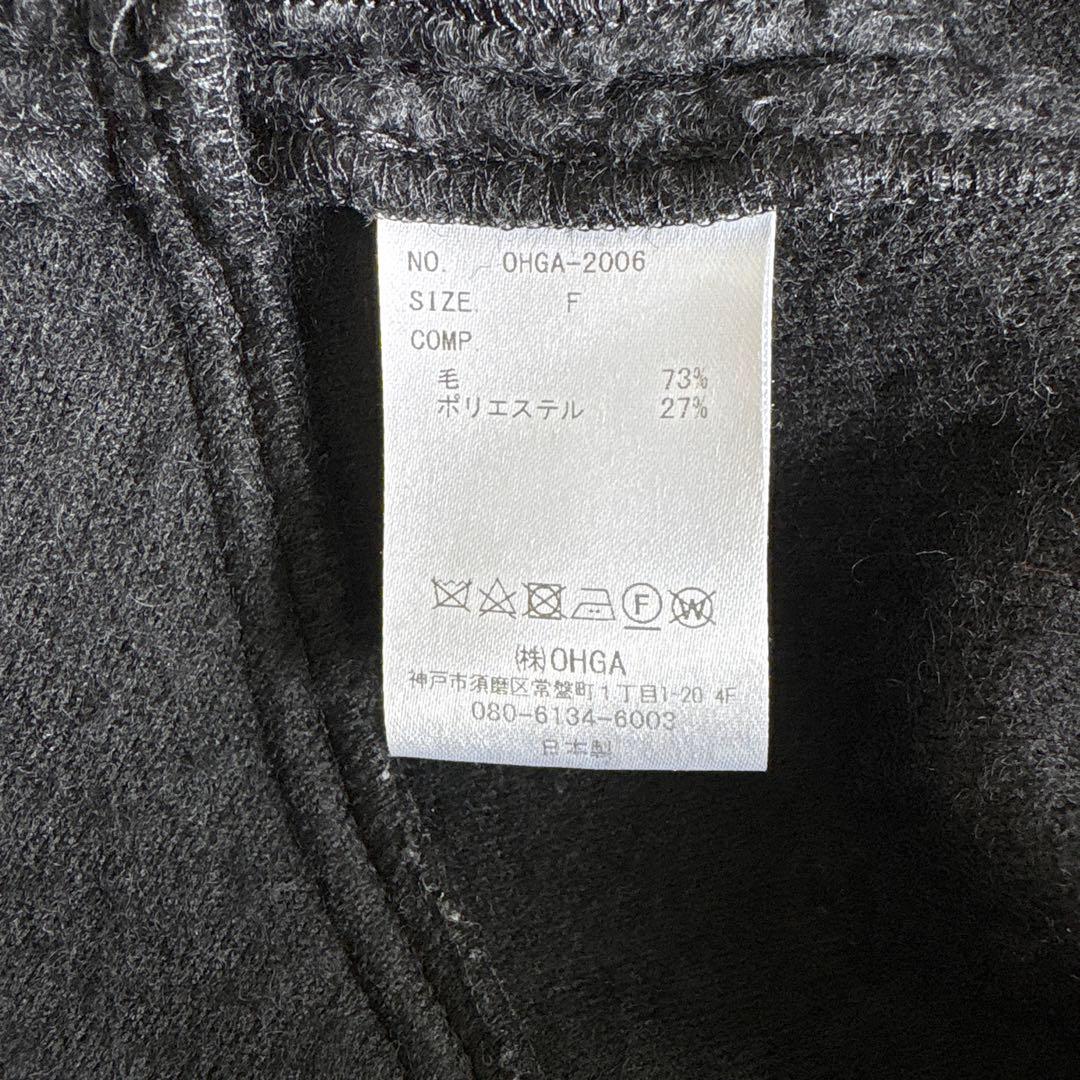 NO. OHGA-2006
SIZE. F
COMP.
毛 73%
ポリエステル 27%
F W
㈱OHGA
神戸市須磨区常盤町1丁目1-20 4F
080-6134-6003
日本製